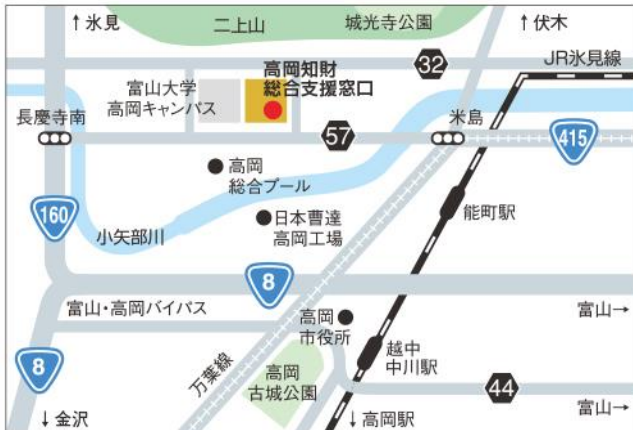 ↑氷見
二上山
城光寺公園
↑伏木
JR氷見線
32
高岡知財
総合支援窓口
富山大学
高岡キャンパス
長慶寺南
57
米島
415
高岡
総合プール
160
小矢部川
日本曹達
高岡工場
能町駅
8
富山・高岡バイパス
富山→
高岡
市役所
8
万葉線
高岡
古城公園
越中
中川駅
44
↓金沢
↓高岡駅
富山→